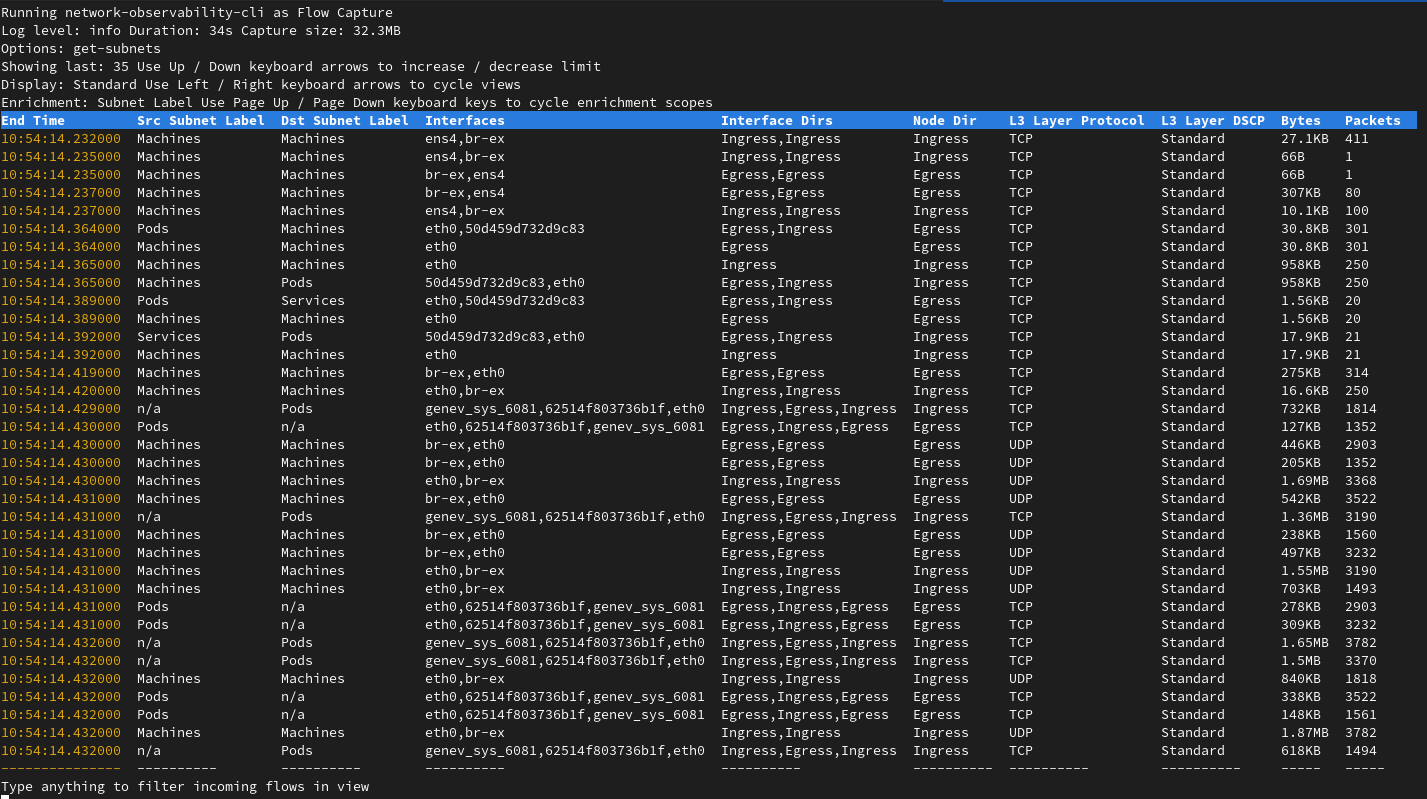 Running network-observability-cli as Flow Capture
Log level: info Duration: 34s Capture size: 32.3MB
Options: get-subnets
Showing last: 35 Use Up / Down keyboard arrows to increase / decrease limit
Display: Standard Use Left / Right keyboard arrows to cycle views
Enrichment: Subnet Label Use Page Up / Page Down keyboard keys to cycle enrichment scopes
End Time Src Subnet Label Dst Subnet Label Interfaces Interface Dirs Node Dir L3 Layer Protocol L3 Layer DSCP Bytes Packets
10:54:14.232000 Machines Machines ens4,br-ex Ingress,Ingress Ingress TCP Standard 27.1KB 411
10:54:14.235000 Machines Machines ens4,br-ex Ingress,Ingress Ingress TCP Standard 66B 1
10:54:14.235000 Machines Machines br-ex,ens4 Egress,Egress Egress TCP Standard 66B 1
10:54:14.237000 Machines Machines br-ex,ens4 Egress,Egress Egress TCP Standard 307KB 80
10:54:14.237000 Machines Machines ens4,br-ex Ingress,Ingress Ingress TCP Standard 10.1KB 100
10:54:14.364000 Pods Machines eth0,50d459d732d9c83 Egress,Ingress Egress TCP Standard 30.8KB 301
10:54:14.364000 Machines Machines eth0 Egress Egress TCP Standard 30.8KB 301
10:54:14.365000 Machines Machines eth0 Ingress Ingress TCP Standard 958KB 250
10:54:14.365000 Machines Pods 50d459d732d9c83,eth0 Egress,Ingress Ingress TCP Standard 958KB 250
10:54:14.389000 Pods Services eth0,50d459d732d9c83 Egress,Ingress Egress TCP Standard 1.56KB 20
10:54:14.389000 Machines Machines eth0 Egress Egress TCP Standard 1.56KB 20
10:54:14.392000 Services Pods 50d459d732d9c83,eth0 Egress,Ingress Ingress TCP Standard 17.9KB 21
10:54:14.392000 Machines Machines eth0 Ingress Ingress TCP Standard 17.9KB 21
10:54:14.419000 Machines Machines br-ex,eth0 Egress,Egress Egress TCP Standard 275KB 314
10:54:14.420000 Machines Machines eth0,br-ex Ingress,Ingress Ingress TCP Standard 16.6KB 250
10:54:14.429000 n/a Pods genev_sys_6081,62514f803736b1f,eth0 Ingress,Egress,Ingress Ingress TCP Standard 732KB 1814
10:54:14.430000 Pods n/a eth0,62514f803736b1f,genev_sys_6081 Egress,Ingress,Egress Egress TCP Standard 127KB 1352
10:54:14.430000 Machines Machines br-ex,eth0 Egress,Egress Egress UDP Standard 446KB 2903
10:54:14.430000 Machines Machines br-ex,eth0 Egress,Egress Egress UDP Standard 205KB 1352
10:54:14.430000 Machines Machines eth0,br-ex Ingress,Ingress Ingress UDP Standard 1.69MB 3368
10:54:14.431000 Machines Machines br-ex,eth0 Egress,Egress Egress UDP Standard 542KB 3522
10:54:14.431000 n/a Pods genev_sys_6081,62514f803736b1f,eth0 Ingress,Egress,Ingress Ingress TCP Standard 1.36MB 3190
10:54:14.431000 Machines Machines br-ex,eth0 Egress,Egress Egress UDP Standard 238KB 1560
10:54:14.431000 Machines Machines br-ex,eth0 Egress,Egress Egress UDP Standard 497KB 3232
10:54:14.431000 Machines Machines eth0,br-ex Ingress,Ingress Ingress UDP Standard 1.55MB 3190
10:54:14.431000 Machines Machines eth0,br-ex Ingress,Ingress Ingress UDP Standard 703KB 1493
10:54:14.431000 Pods n/a eth0,62514f803736b1f,genev_sys_6081 Egress,Ingress,Egress Egress TCP Standard 278KB 2903
10:54:14.431000 Pods n/a eth0,62514f803736b1f,genev_sys_6081 Egress,Ingress,Egress Egress TCP Standard 309KB 3232
10:54:14.432000 n/a Pods genev_sys_6081,62514f803736b1f,eth0 Ingress,Egress,Ingress Ingress TCP Standard 1.65MB 3782
10:54:14.432000 n/a Pods genev_sys_6081,62514f803736b1f,eth0 Ingress,Egress,Ingress Ingress TCP Standard 1.5MB 3370
10:54:14.432000 Machines Machines eth0,br-ex Ingress,Ingress Ingress UDP Standard 840KB 1818
10:54:14.432000 Pods n/a eth0,62514f803736b1f,genev_sys_6081 Egress,Ingress,Egress Egress TCP Standard 338KB 3522
10:54:14.432000 Pods n/a eth0,62514f803736b1f,genev_sys_6081 Egress,Ingress,Egress Egress TCP Standard 148KB 1561
10:54:14.432000 Machines Machines eth0,br-ex Ingress,Ingress Ingress UDP Standard 1.87MB 3782
10:54:14.432000 n/a Pods genev_sys_6081,62514f803736b1f,eth0 Ingress,Egress,Ingress Ingress TCP Standard 618KB 1494
--------------- ---------- ---------- ---------- ---------- ---------- ---------- ---------- ----- -----
Type anything to filter incoming flows in view